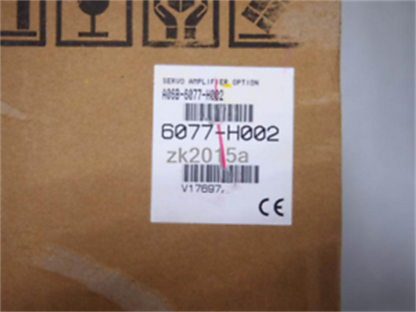 SERVO AMPLIFIER OPTION
A06B-6077-H002
6077-H002
zk2015a
V17697
CE